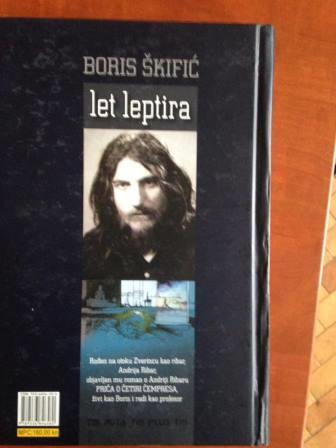 BORIS ŠKIFIĆ
let leptira
Rođen na otoku Zverincu kao ribar,
Andrija Ribar,
objavljen mu roman o Andriji Ribaru
PRIČA O ČETIRI ČEMPRESA,
živi kao Boris i radi kao profesor
MPC:160,00 kn